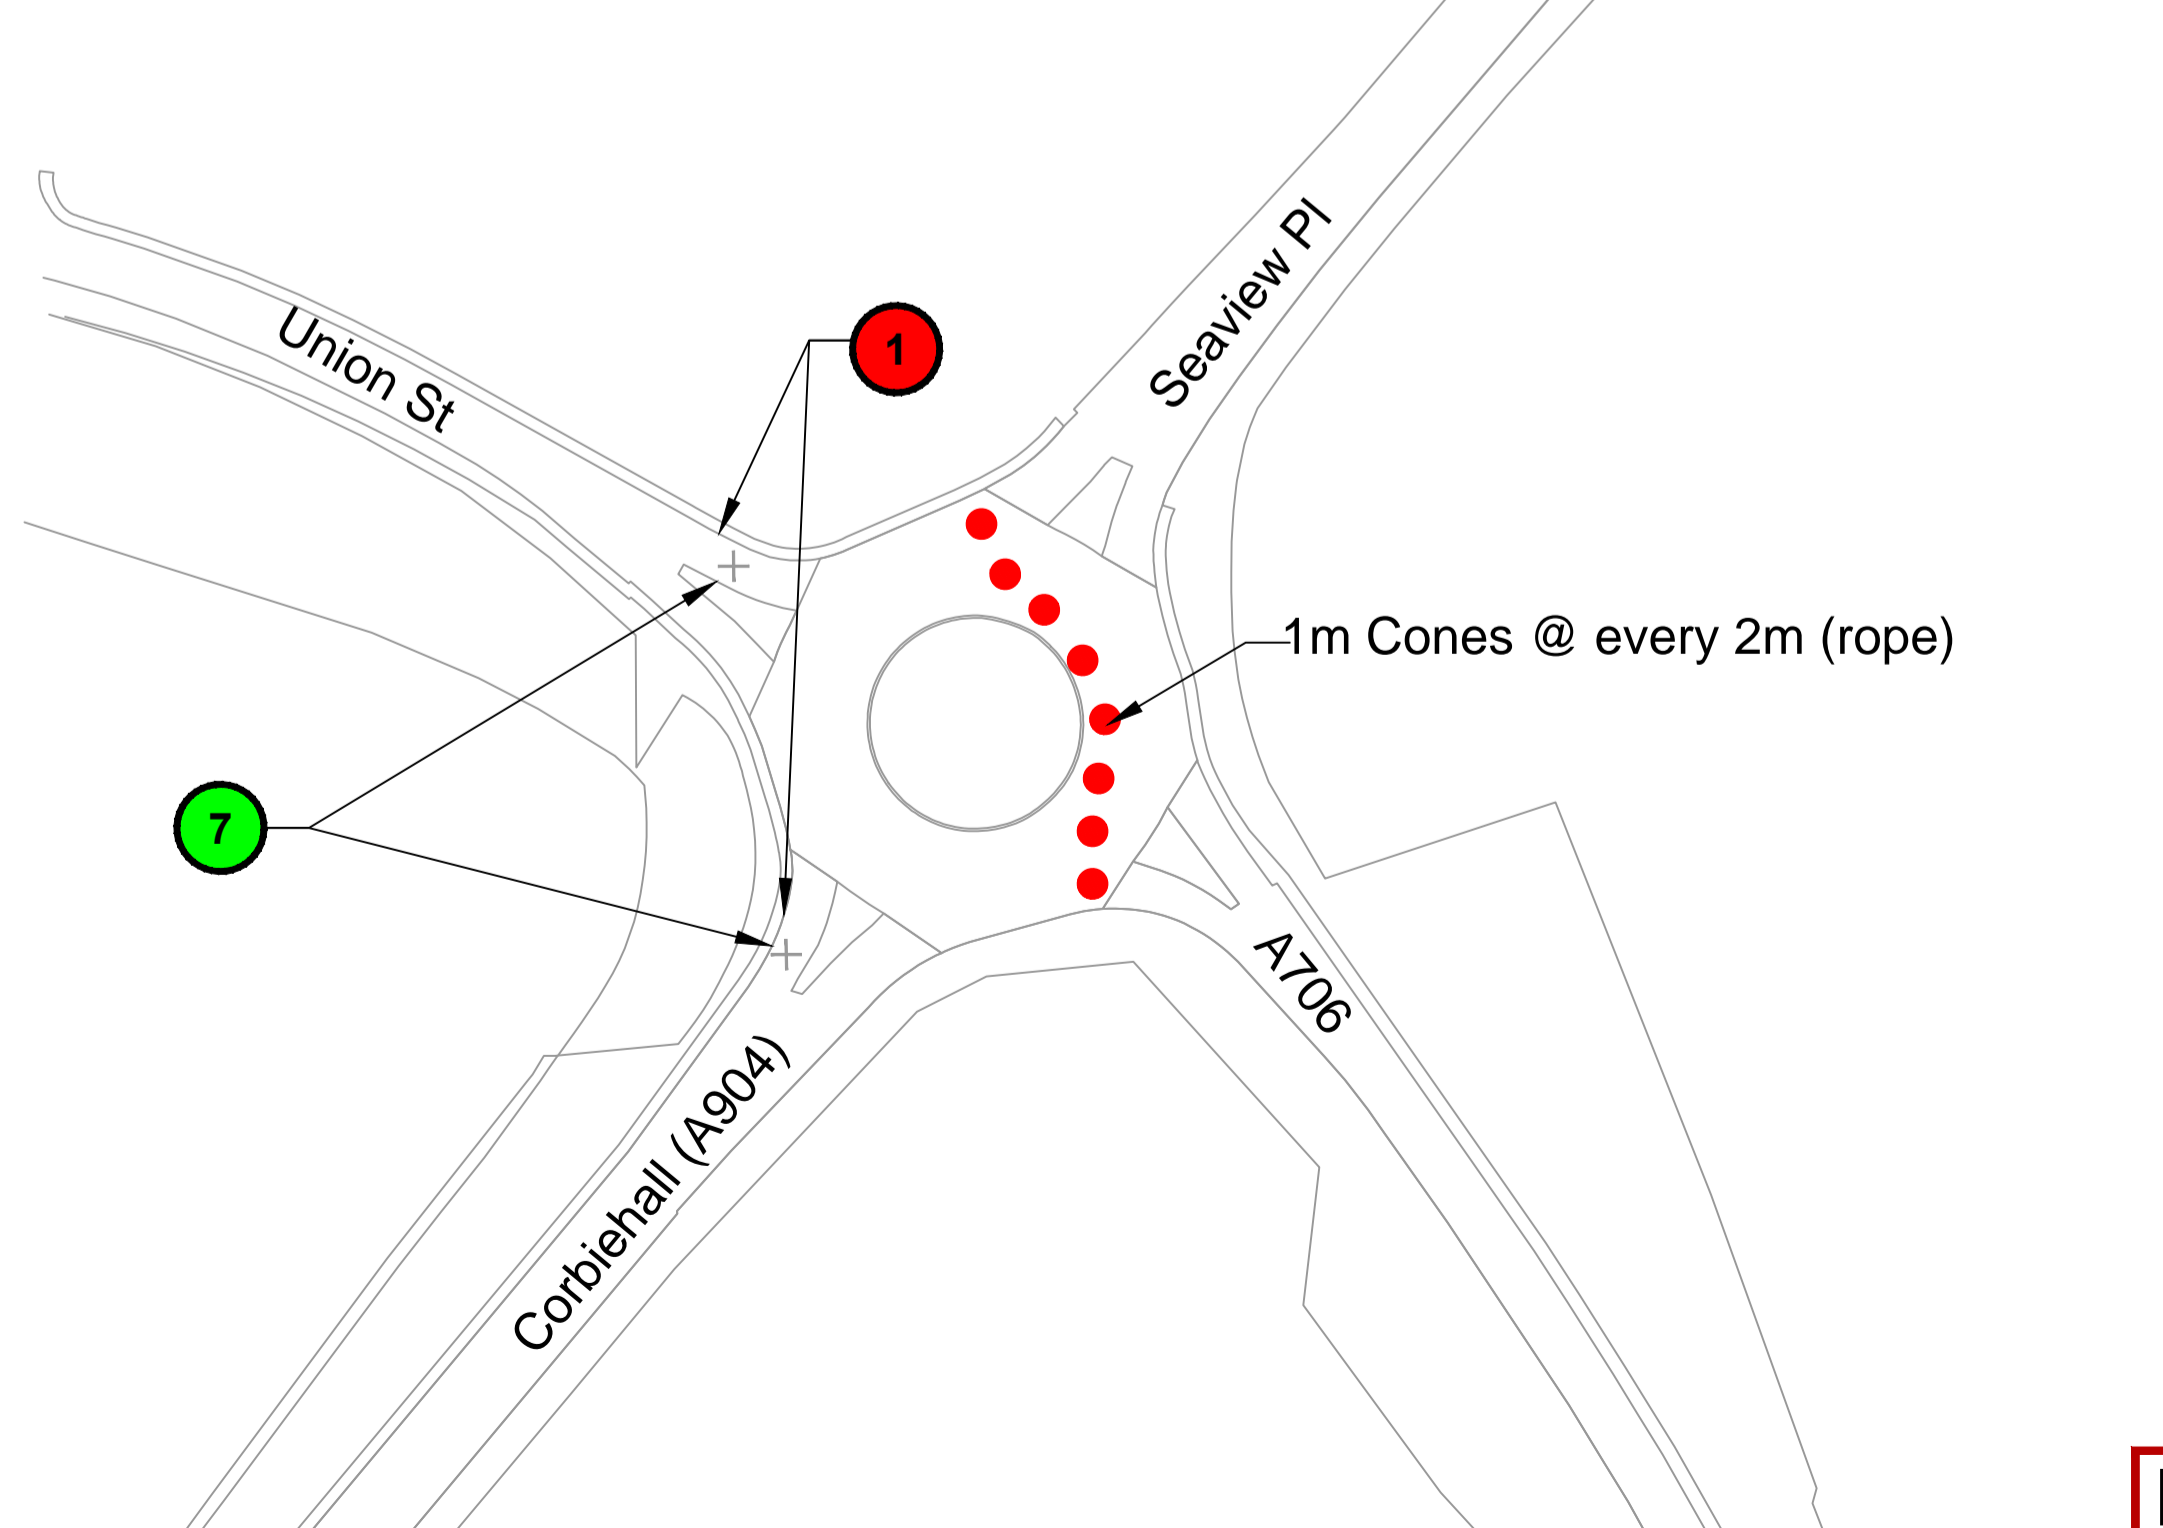 Union St
Seaview Pl
1
1m Cones @ every 2m (rope)
7
A706
Corbiehall (A904)